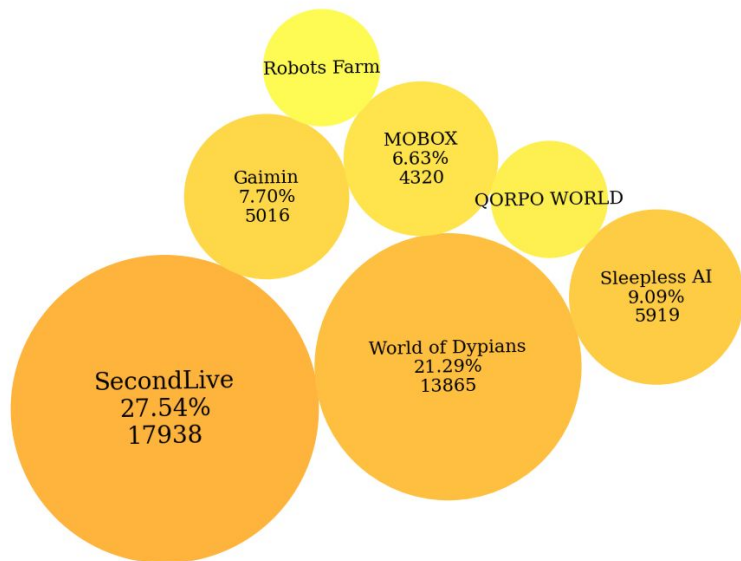 Robots Farm
MOBOX
6.63%
4320
Gaimin
7.70%
5016
QORPO WORLD
Sleepless AI
9.09%
5919
World of Dypians
21.29%
13865
SecondLive
27.54%
17938